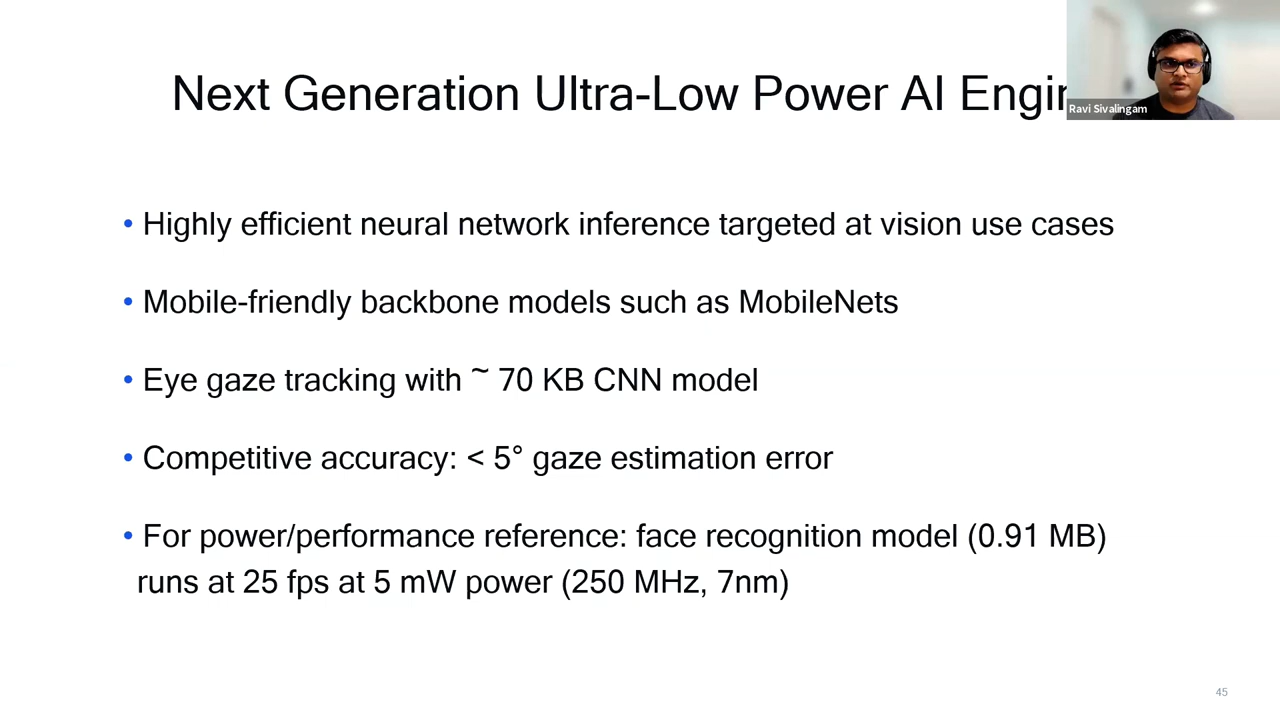 Next Generation Ultra-Low Power AI Engin
Ravi Sivalingam
• Highly efficient neural network inference targeted at vision use cases
• Mobile-friendly backbone models such as MobileNets
• Eye gaze tracking with ~ 70 KB CNN model
• Competitive accuracy: < 5° gaze estimation error
• For power/performance reference: face recognition model (0.91 MB)
runs at 25 fps at 5 mW power (250 MHz, 7nm)
45